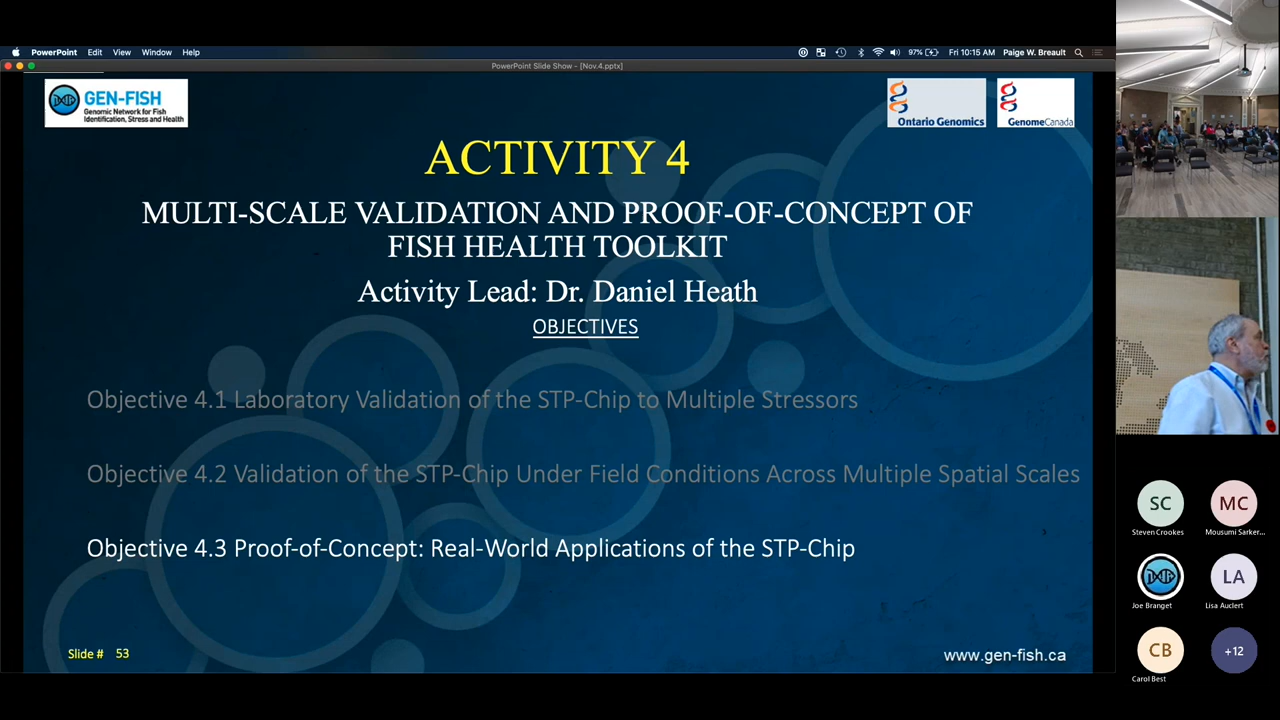 PowerPoint Edit View Window Help
97% Fri 10:15 AM Paige W. Breault
PowerPoint Slide Show - [Nov.4.pptx]
GEN-FISH
Genomic Network for Fish
Identification, Stress and Health
Ontario Genomics
GenomeCanada
ACTIVITY 4
MULTI-SCALE VALIDATION AND PROOF-OF-CONCEPT OF
FISH HEALTH TOOLKIT
Activity Lead: Dr. Daniel Heath
OBJECTIVES
Objective 4.1 Laboratory Validation of the STP-Chip to Multiple Stressors
Objective 4.2 Validation of the STP-Chip Under Field Conditions Across Multiple Spatial Scales
Objective 4.3 Proof-of-Concept: Real-World Applications of the STP-Chip
Slide # 53
www.gen-fish.ca
SC
Steven Crookes
MC
Mousumi Sarker...
Joe Branget
LA
Lisa Auclert
CB
Carol Best
+12